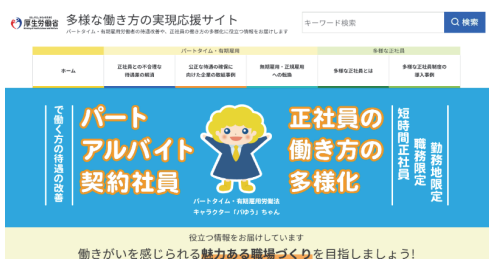 厚生労働省
多様な働き方の実現応援サイト
パートタイム・有期雇用労働者の待遇改善や、正社員の働き方の多様化に役立つ情報をお届けします
キーワード検索
検索
パートタイム・有期雇用
多様な正社員
ホーム
正社員との不合理な
待遇差の解消
公正な待遇の確保に
向けた企業の取組事例
無期雇用・正規雇用
への転換
多様な正社員とは
多様な正社員制度の
導入事例
で働く方の待遇の改善
パート
アルバイト
契約社員
パートタイム・有期雇用労働法
キャラクター「パゆう」ちゃん
正社員の
働き方の
多様化
短時間正社員
職務限定
勤務地限定
役立つ情報をお届けしています
働きがいを感じられる魅力ある職場づくりを目指しましょう!